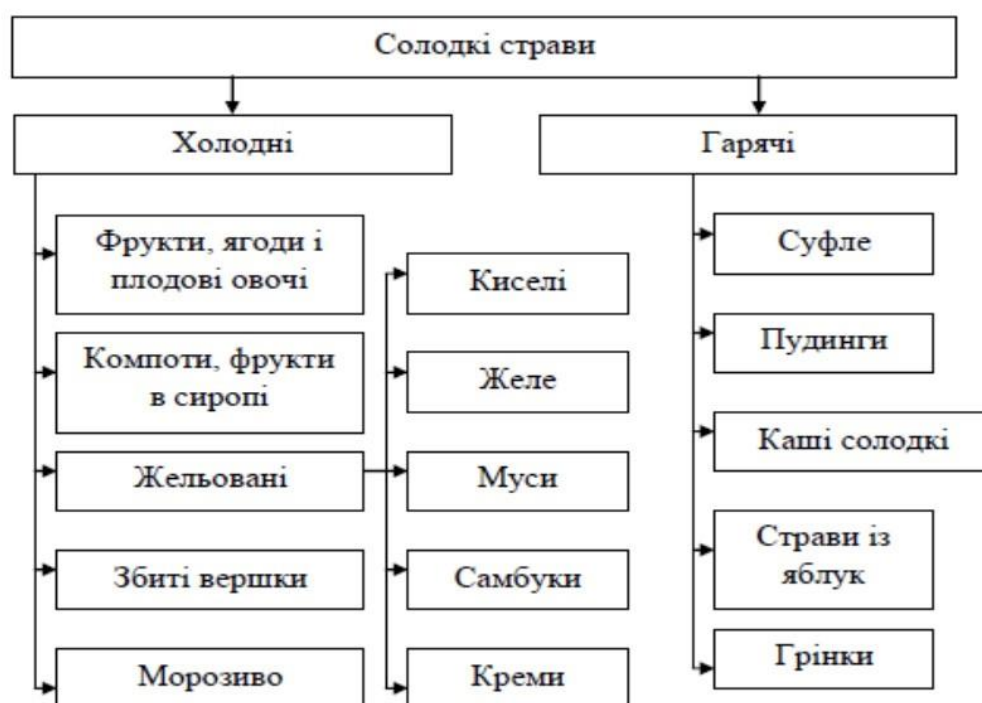 Солодкі страви
Холодні
Гарячі
Фрукти, ягоди і
плодові овочі
Компоти, фрукти
в сиропі
Жельовані
Збиті вершки
Морозиво
Киселі
Желе
Муси
Самбуки
Креми
Суфле
Пудинги
Каші солодкі
Страви із
яблук
Грінки